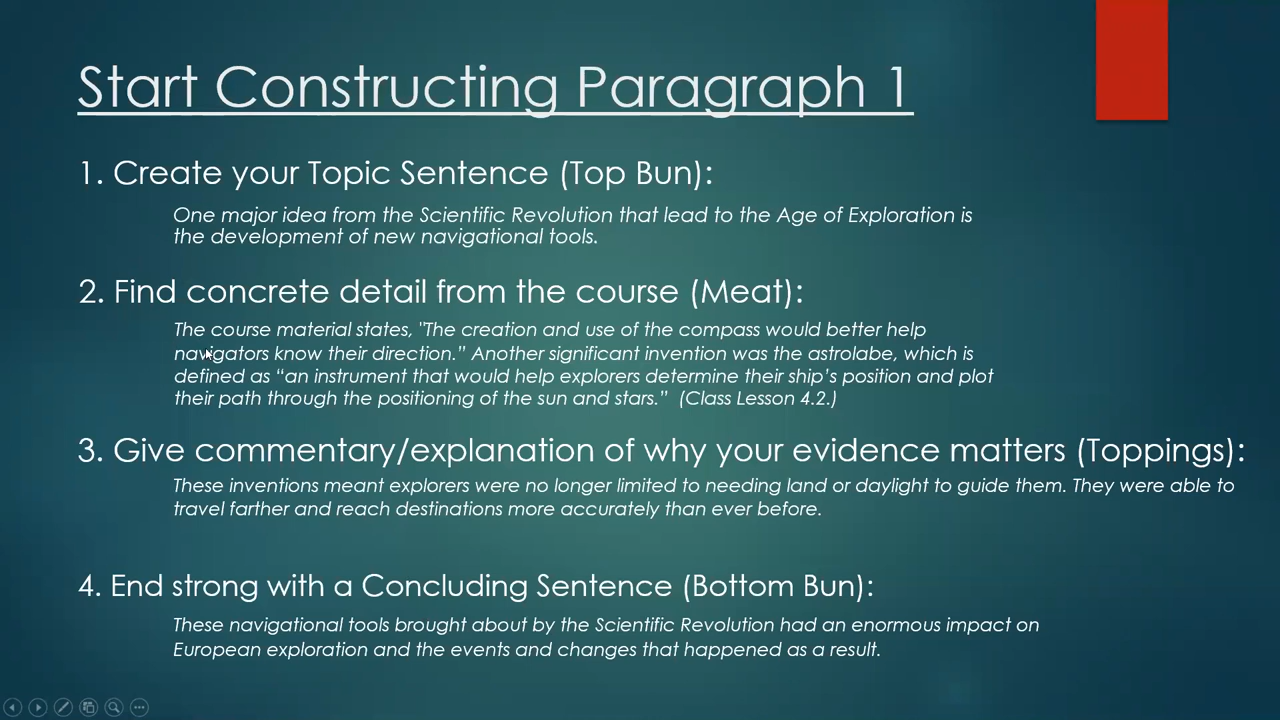 Start Constructing Paragraph 1
1. Create your Topic Sentence (Top Bun):
One major idea from the Scientific Revolution that lead to the Age of Exploration is
the development of new navigational tools.
2. Find concrete detail from the course (Meat):
The course material states, "The creation and use of the compass would better help
navigators know their direction.” Another significant invention was the astrolabe, which is
defined as “an instrument that would help explorers determine their ship’s position and plot
their path through the positioning of the sun and stars.” (Class Lesson 4.2.)
3. Give commentary/explanation of why your evidence matters (Toppings):
These inventions meant explorers were no longer limited to needing land or daylight to guide them. They were able to
travel farther and reach destinations more accurately than ever before.
4. End strong with a Concluding Sentence (Bottom Bun):
These navigational tools brought about by the Scientific Revolution had an enormous impact on
European exploration and the events and changes that happened as a result.